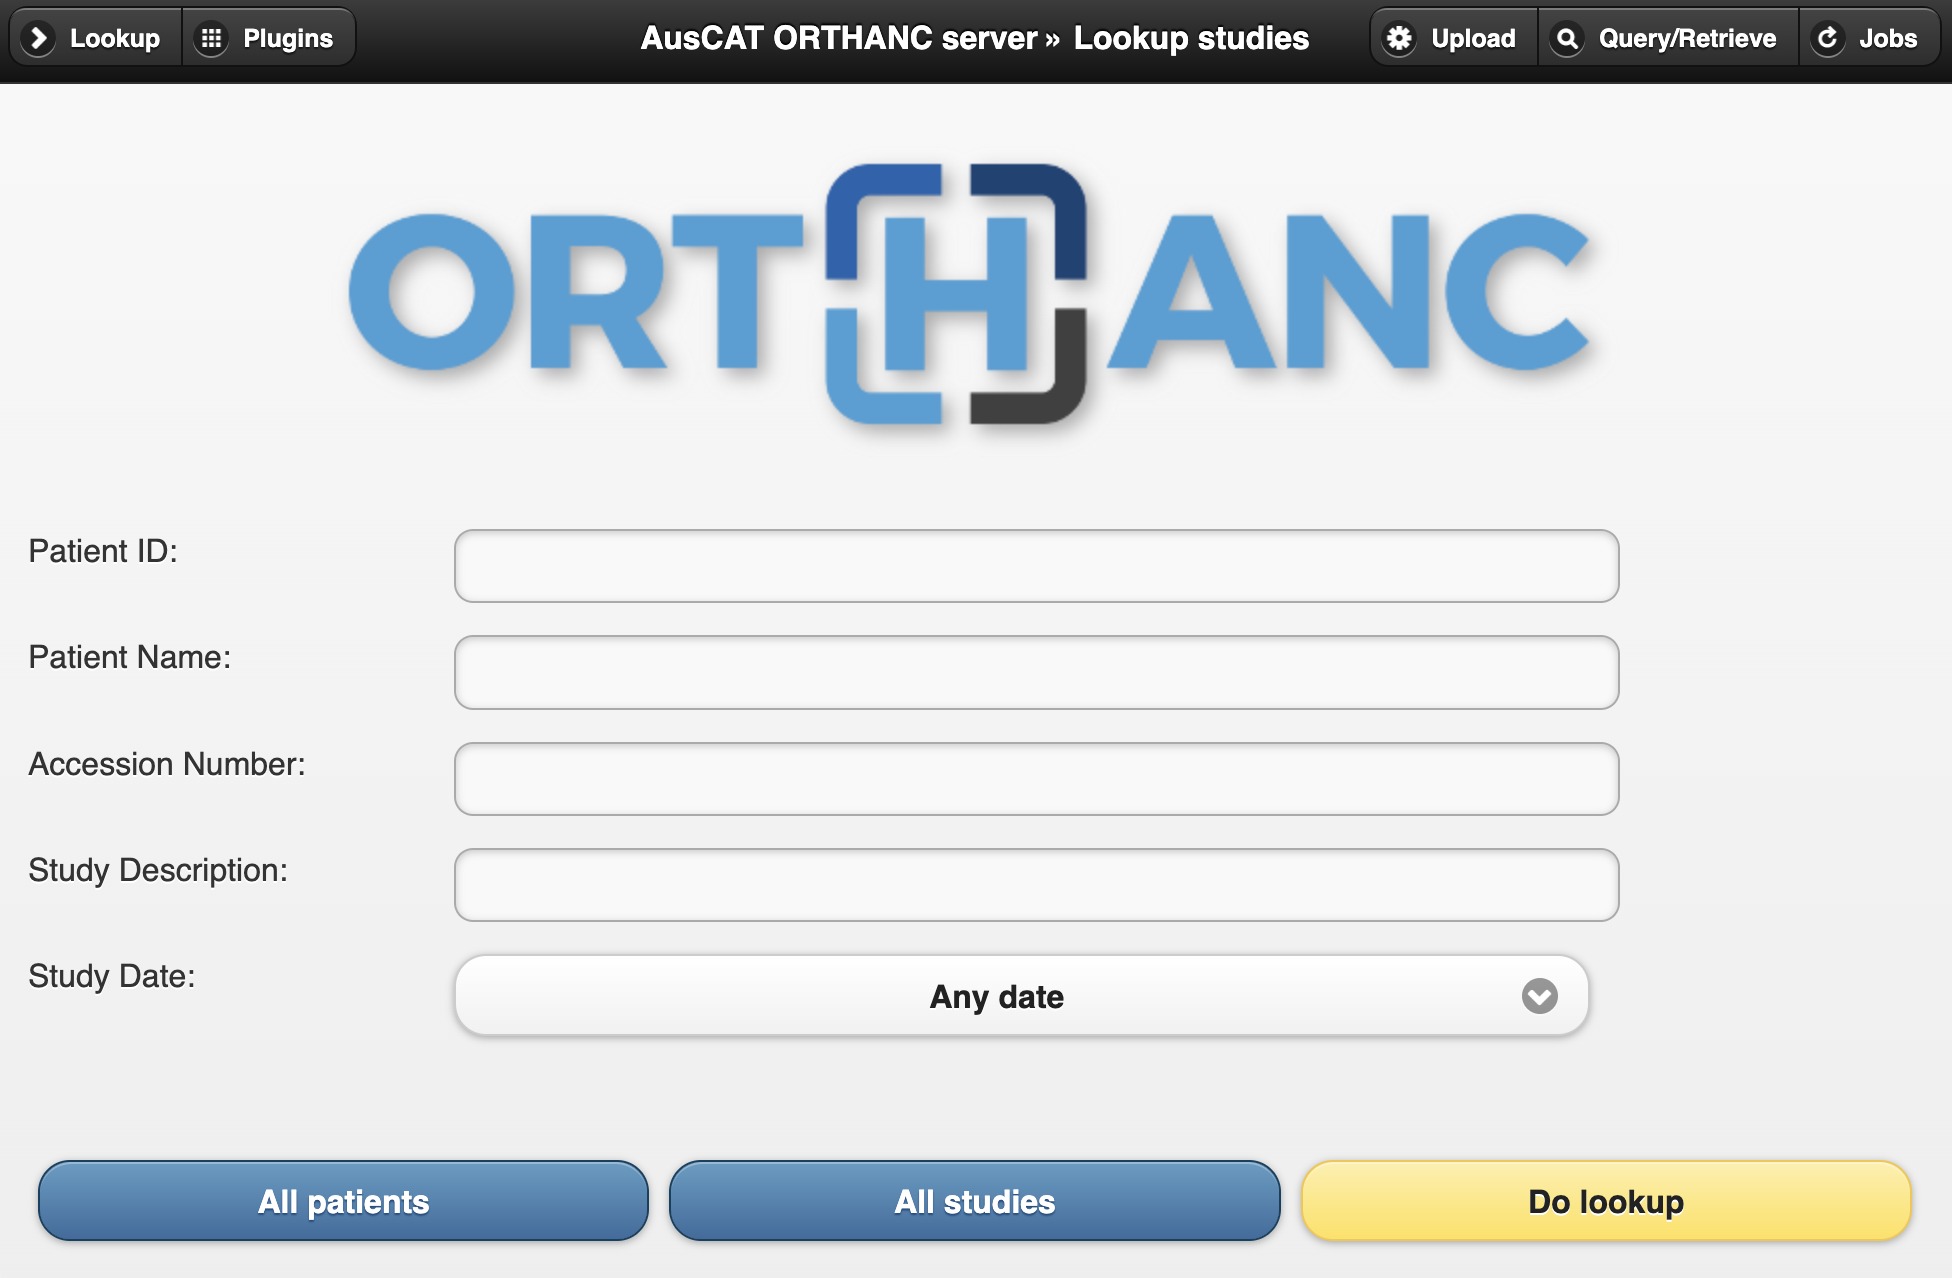 Lookup Plugins AusCAT ORTHANC server» Lookup studies Upload Query/Retrieve Jobs
ORTHANC
Patient ID:
Patient Name:
Accession Number:
Study Description:
Study Date: Any date
All patients All studies Do lookup